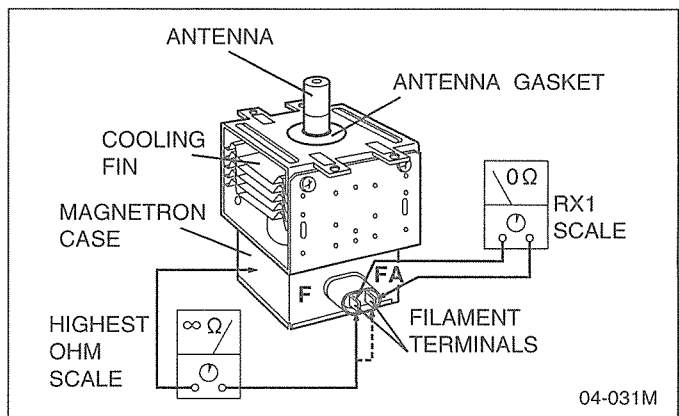 ANTENNA
ANTENNA GASKET
COOLING
FIN
MAGNETRON
CASE
0 Ω
RX1
SCALE
F
FA
HIGHEST
OHM
SCALE
∞ Ω
FILAMENT
TERMINALS
04-031M